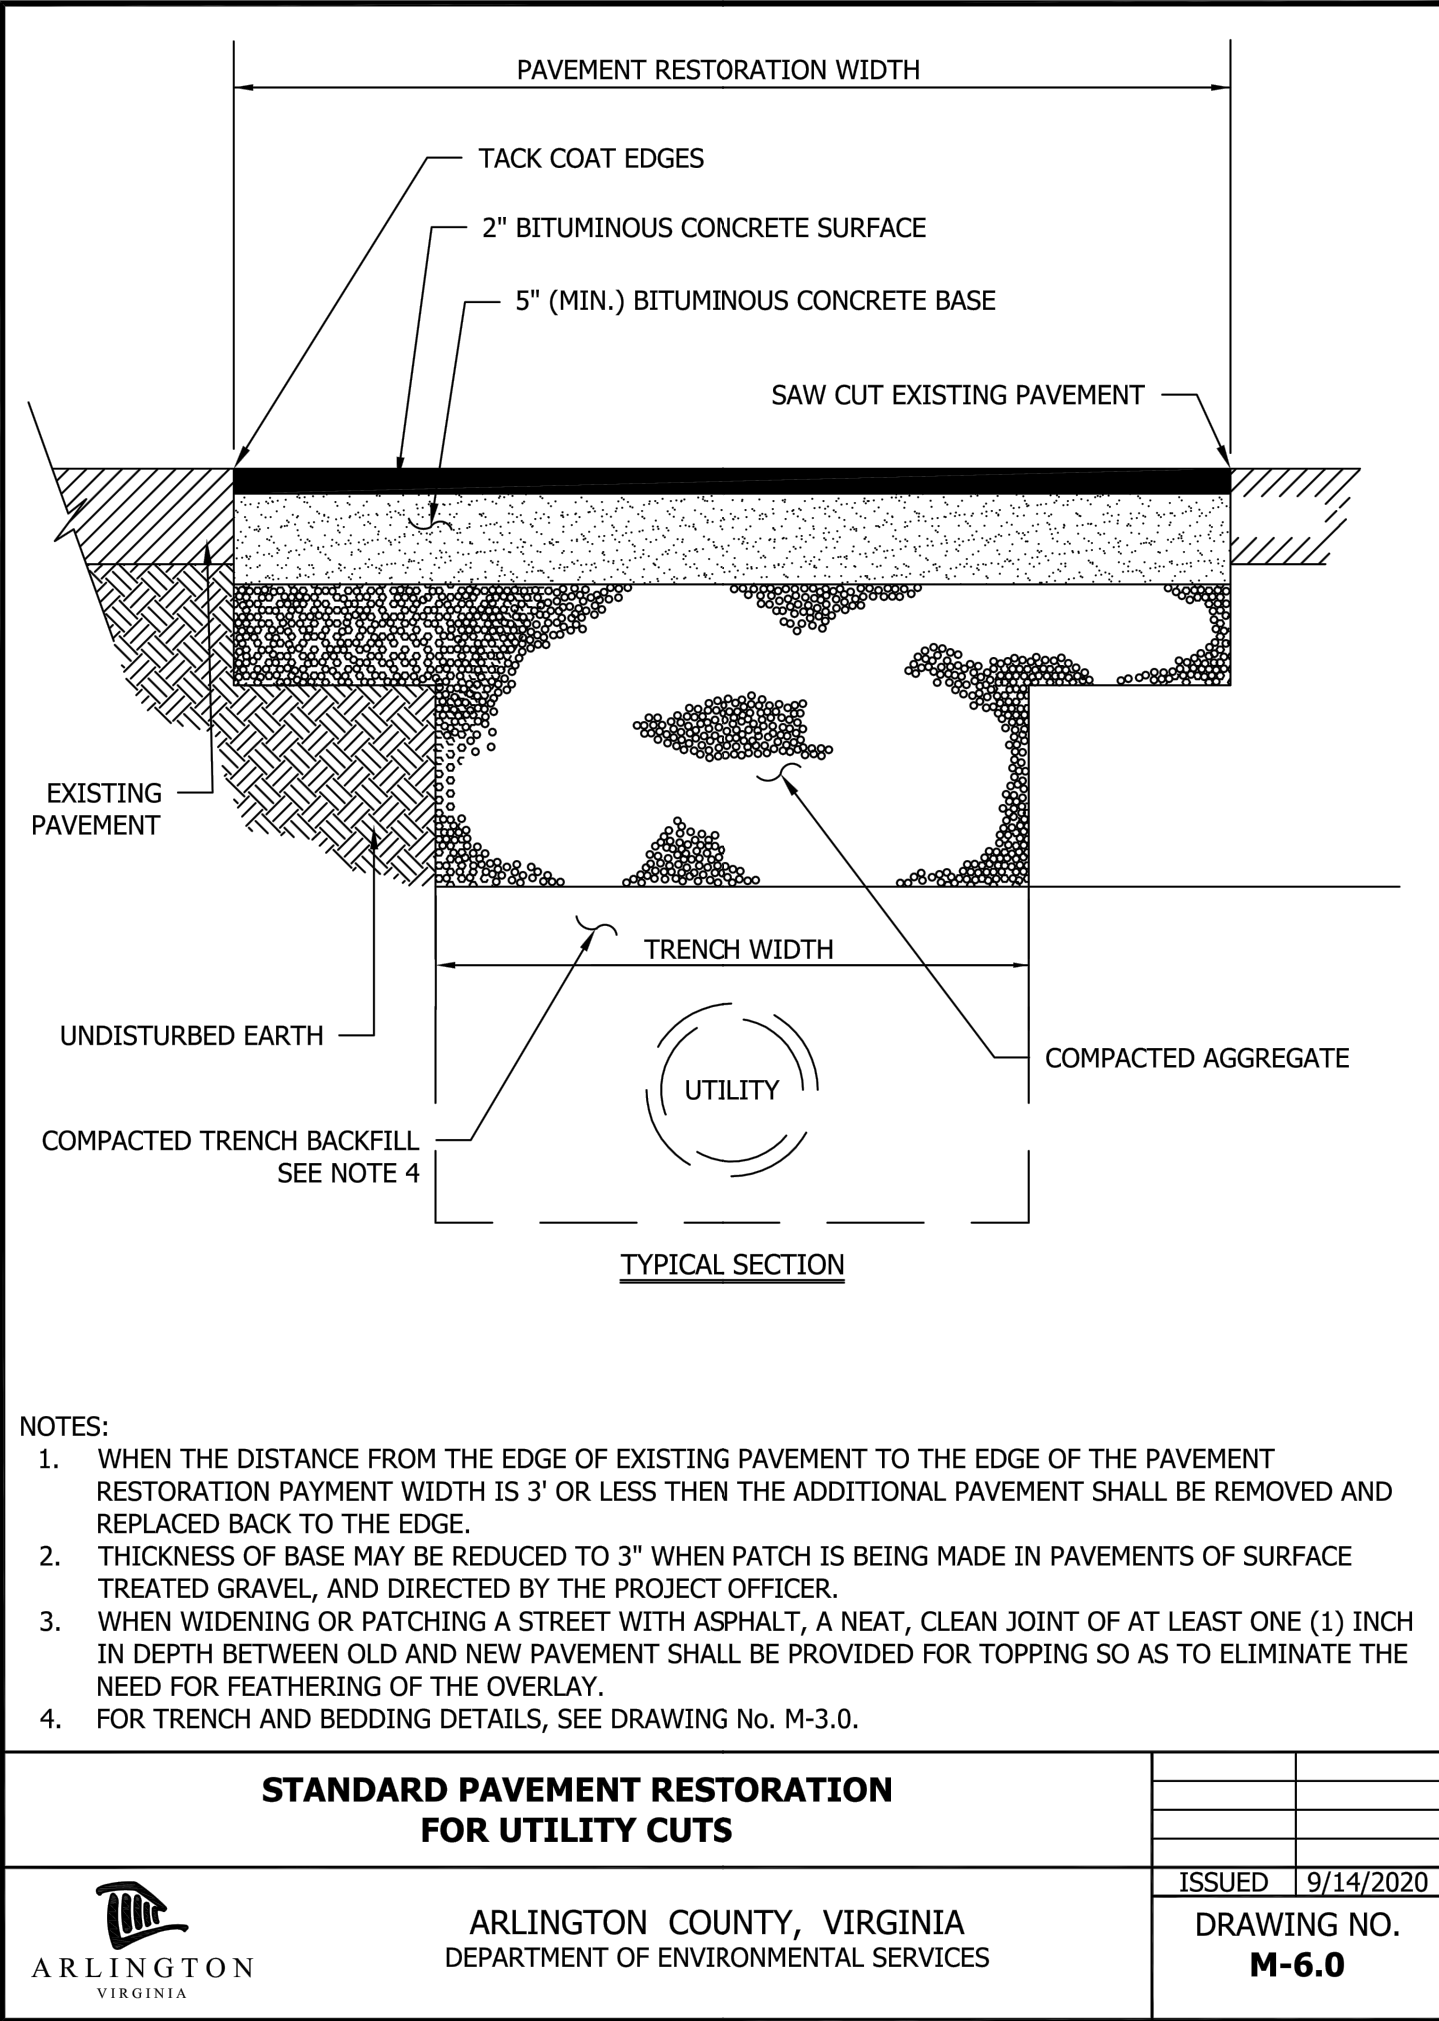 PAVEMENT RESTORATION WIDTH
TACK COAT EDGES
2" BITUMINOUS CONCRETE SURFACE
5" (MIN.) BITUMINOUS CONCRETE BASE
SAW CUT EXISTING PAVEMENT
EXISTING
PAVEMENT
TRENCH WIDTH
UNDISTURBED EARTH
COMPACTED AGGREGATE
UTILITY
COMPACTED TRENCH BACKFILL
SEE NOTE 4
TYPICAL SECTION
NOTES:
1. WHEN THE DISTANCE FROM THE EDGE OF EXISTING PAVEMENT TO THE EDGE OF THE PAVEMENT
RESTORATION PAYMENT WIDTH IS 3' OR LESS THEN THE ADDITIONAL PAVEMENT SHALL BE REMOVED AND
REPLACED BACK TO THE EDGE.
2. THICKNESS OF BASE MAY BE REDUCED TO 3" WHEN PATCH IS BEING MADE IN PAVEMENTS OF SURFACE
TREATED GRAVEL, AND DIRECTED BY THE PROJECT OFFICER.
3. WHEN WIDENING OR PATCHING A STREET WITH ASPHALT, A NEAT, CLEAN JOINT OF AT LEAST ONE (1) INCH
IN DEPTH BETWEEN OLD AND NEW PAVEMENT SHALL BE PROVIDED FOR TOPPING SO AS TO ELIMINATE THE
NEED FOR FEATHERING OF THE OVERLAY.
4. FOR TRENCH AND BEDDING DETAILS, SEE DRAWING No. M-3.0.
STANDARD PAVEMENT RESTORATION
FOR UTILITY CUTS
ISSUED 9/14/2020
ARLINGTON
VIRGINIA
ARLINGTON COUNTY, VIRGINIA
DEPARTMENT OF ENVIRONMENTAL SERVICES
DRAWING NO.
M-6.0